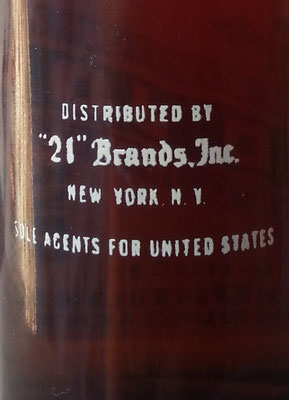 DISTRIBUTED BY
"21" Brands, Inc.
NEW YORK, N.Y.
SOLE AGENTS FOR UNITED STATES